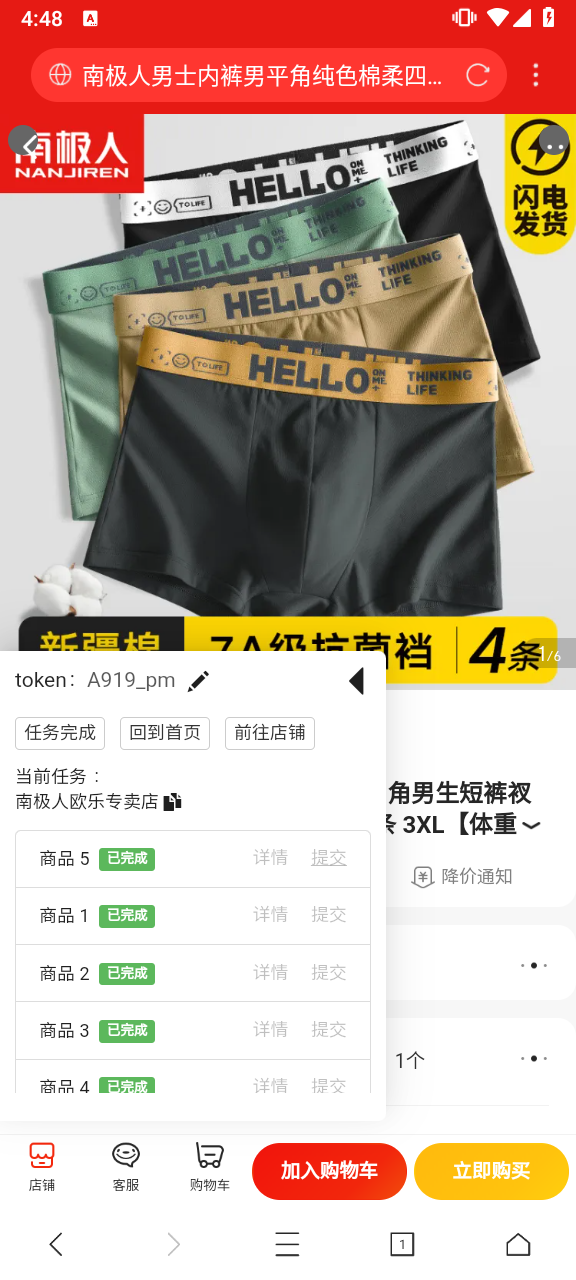 4:48
A
南极人男士内裤男平角纯色棉柔四...
南极人
NANJIREN
闪电
发货
HELLO
ON
ME
THINKING
LIFE
TO LIFE
HELLO
THINKING
LIFE
TO LIFE
HELLO
ON
ME
THINKING
LIFE
TO LIFE
HELLO
ON
ME
THINKING
LIFE
TO LIFE
新疆棉
7A级抗菌裆
4条
1/6
token： A919_pm
任务完成
回到首页
前往店铺
当前任务：
南极人欧乐专卖店
角男生短裤衩
条 3XL【体重
降价通知
商品 5 已完成 详情 提交
商品 1 已完成 详情 提交
商品 2 已完成 详情 提交
商品 3 已完成 详情 提交
商品 4 已完成 详情 提交
1个
店铺
客服
购物车
加入购物车
立即购买
1